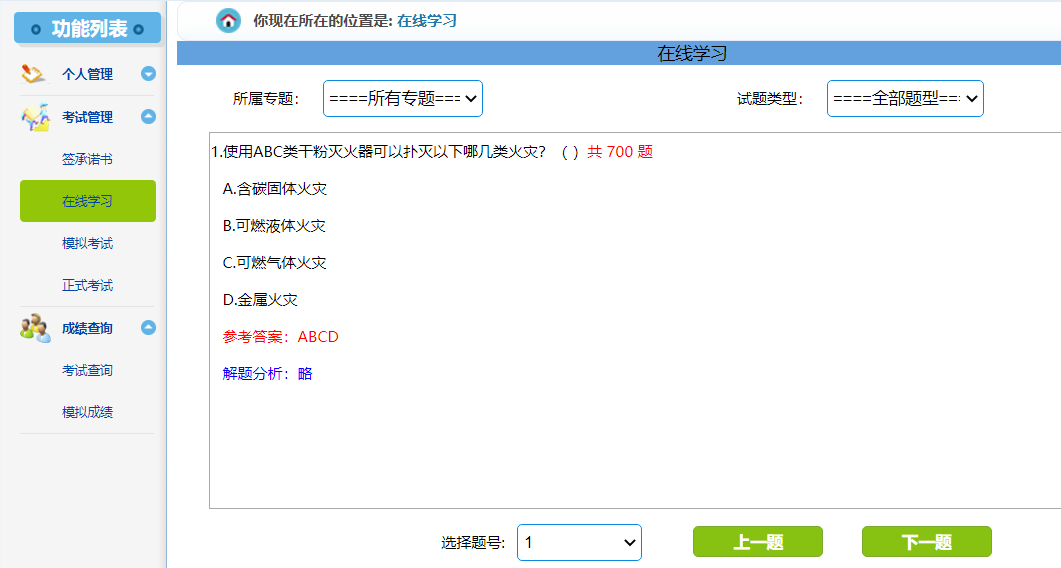 功能列表
个人管理
考试管理
签承诺书
在线学习
模拟考试
正式考试
成绩查询
考试查询
模拟成绩
你现在所在的位置是: 在线学习
在线学习
所属专题： ====所有专题=== 试题类型： ====全部题型===
1.使用ABC类干粉灭火器可以扑灭以下哪几类火灾？（ ）共 700 题
A.含碳固体火灾
B.可燃液体火灾
C.可燃气体火灾
D.金属火灾
参考答案：ABCD
解题分析：略
选择题号: 1 上一题 下一题